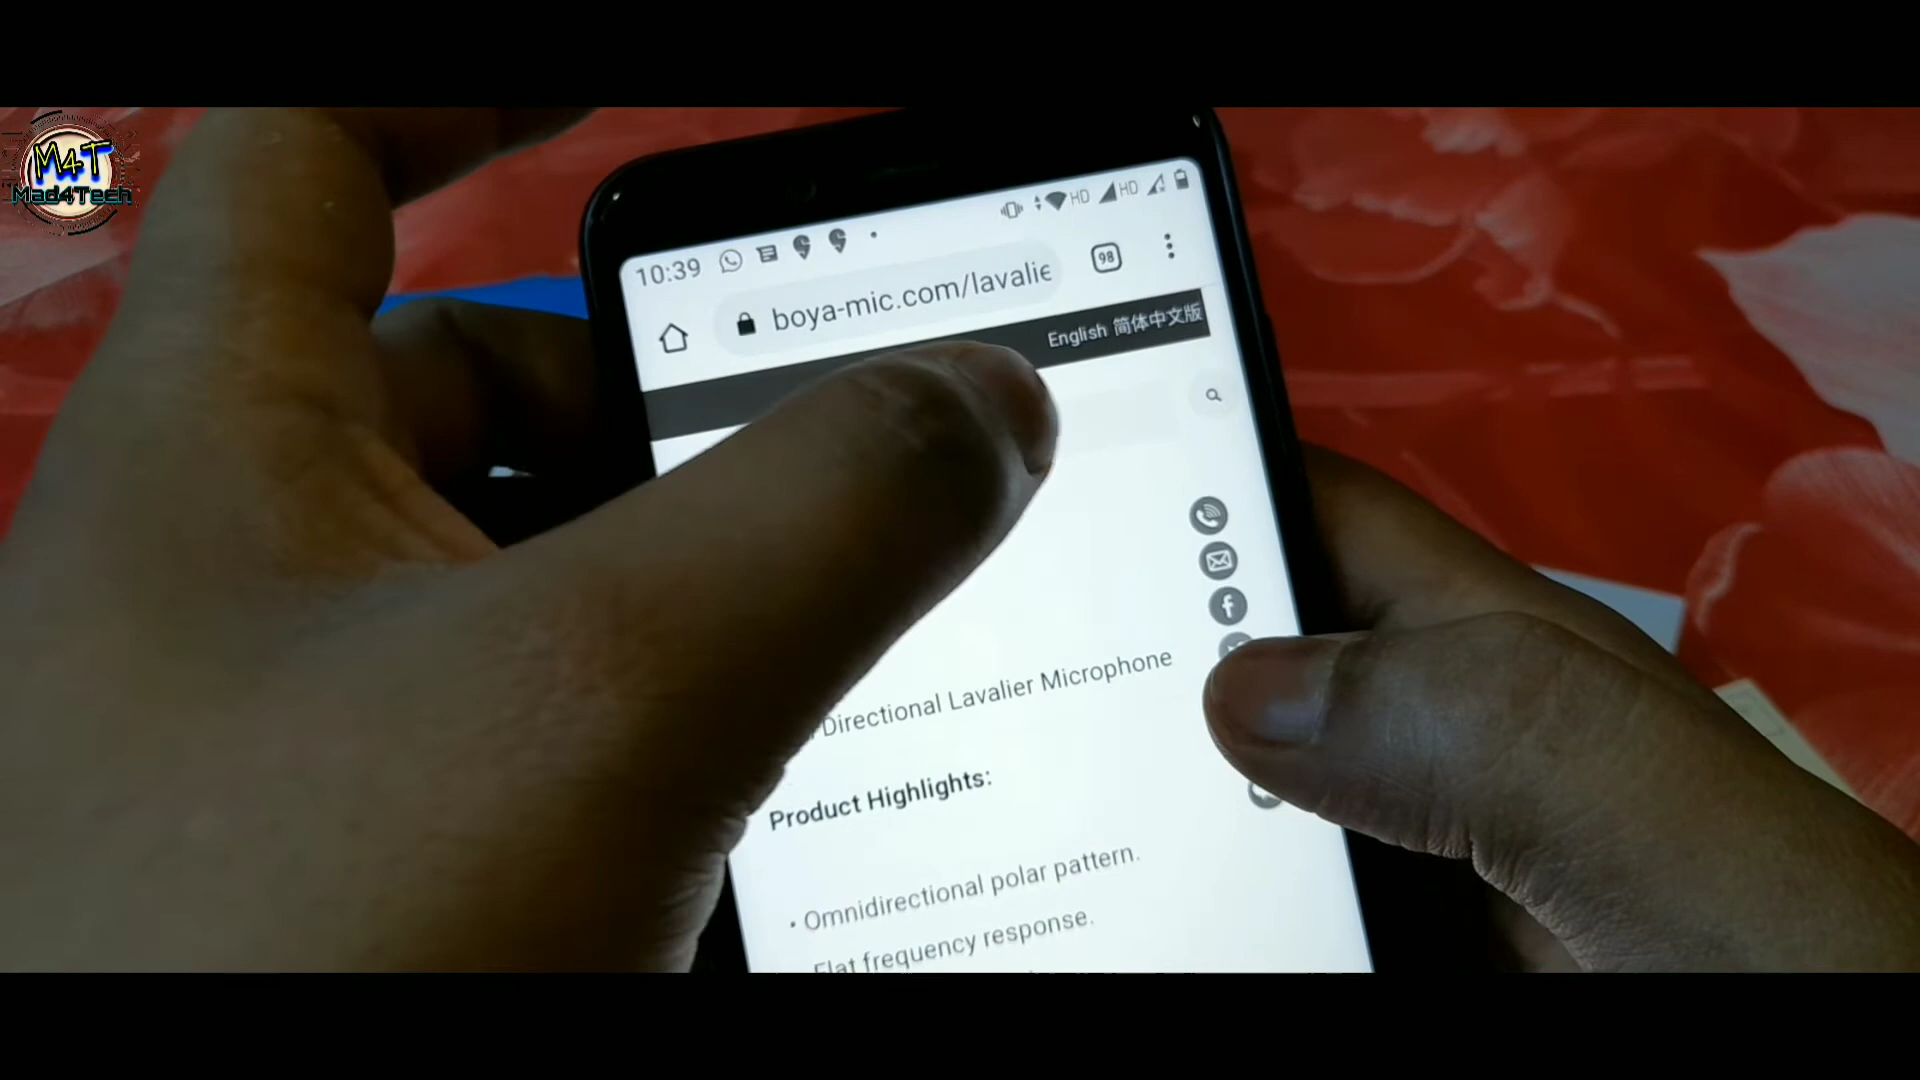 M4T
Mad4Tech
10:39
HD
HD
boya-mic.com/lavalie
98
English 简体中文版
Directional Lavalier Microphone
Product Highlights:
• Omnidirectional polar pattern.
Flat frequency response.